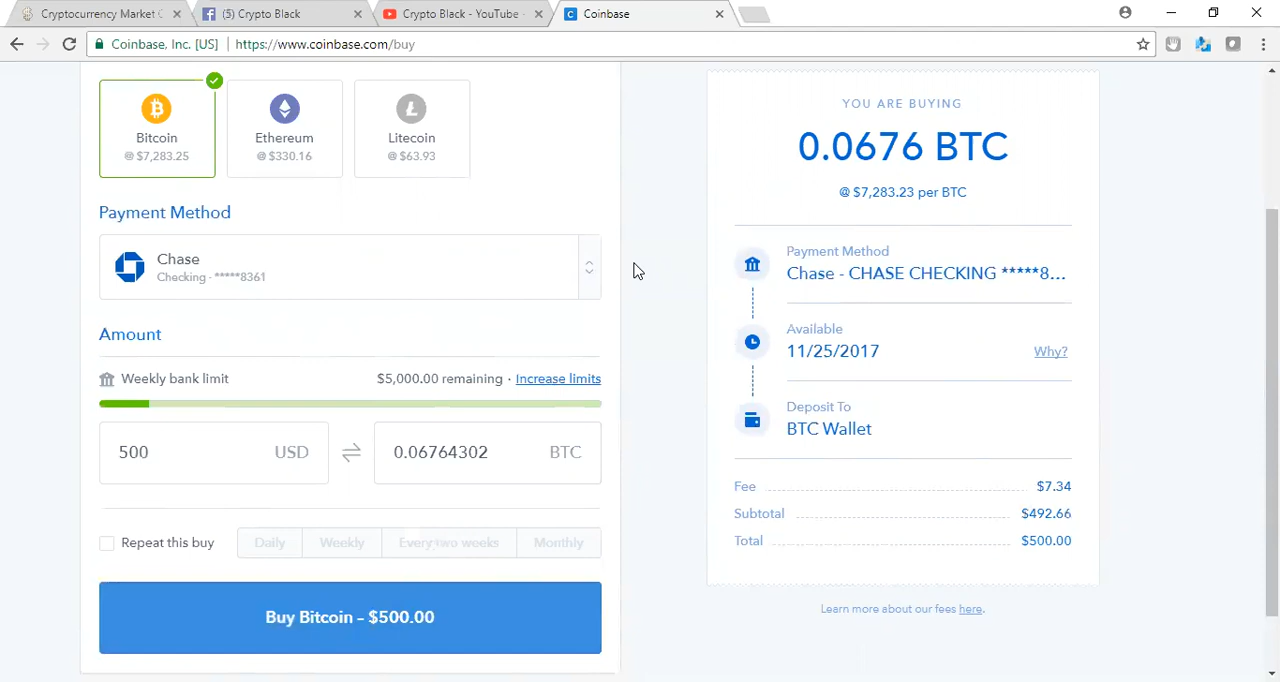 Cryptocurrency Market C
(5) Crypto Black
Crypto Black - YouTube -
Coinbase
Coinbase, Inc. [US]
https://www.coinbase.com/buy
Bitcoin
@ $7,283.25
Ethereum
@ $330.16
Litecoin
@ $63.93
Payment Method
Chase
Checking · *****8361
Amount
Weekly bank limit
$5,000.00 remaining · Increase limits
500 USD
0.06764302 BTC
Repeat this buy
Daily
Weekly
Every two weeks
Monthly
Buy Bitcoin – $500.00
YOU ARE BUYING
0.0676 BTC
@ $7,283.23 per BTC
Payment Method
Chase - CHASE CHECKING *****8...
Available
11/25/2017 Why?
Deposit To
BTC Wallet
Fee $7.34
Subtotal $492.66
Total $500.00
Learn more about our fees here.